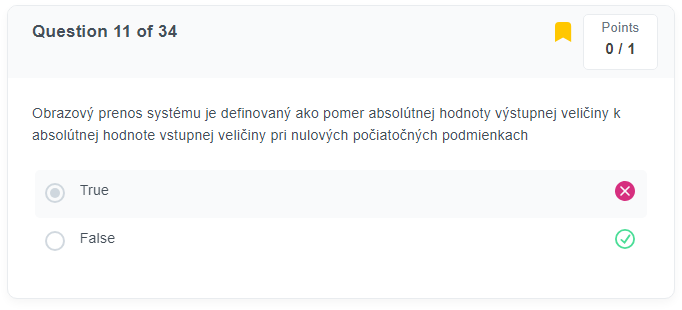 Question 11 of 34
Points
0 / 1
Obrazový prenos systému je definovaný ako pomer absolútnej hodnoty výstupnej veličiny k
absolútnej hodnote vstupnej veličiny pri nulových počiatočných podmienkach
True
False